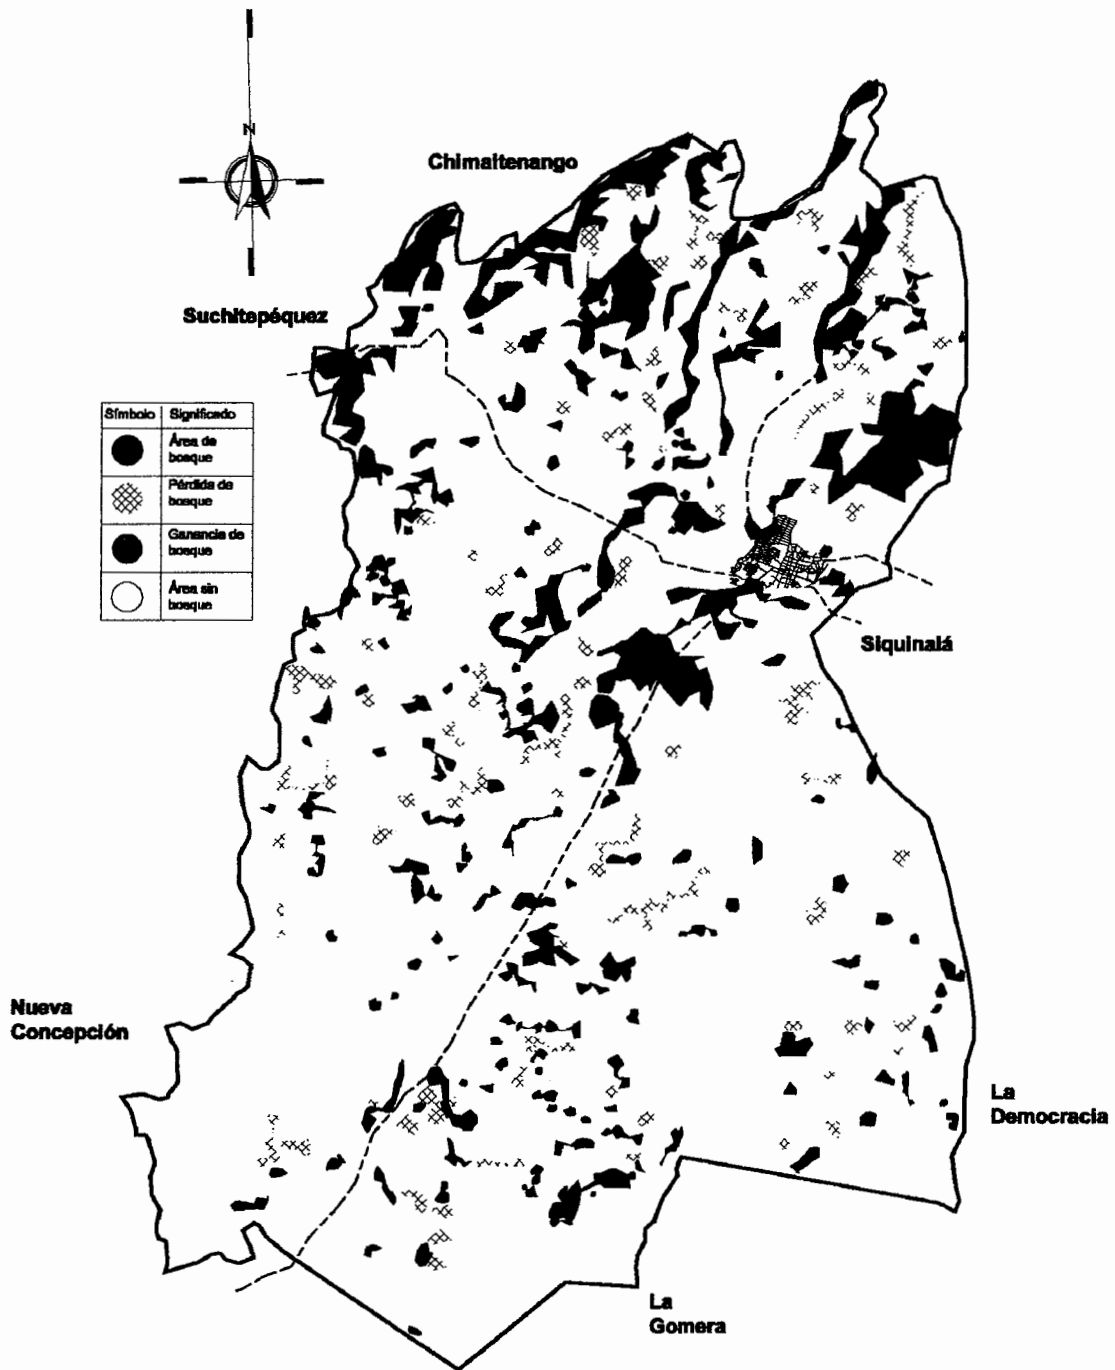 N
Chimaltenango
Suchitepéquez
Símbolo Significado
Área de
bosque
Pérdida de
bosque
Ganancia de
bosque
Área sin
bosque
Siquinalá
Nueva
Concepción
La
Democracia
La
Gomera